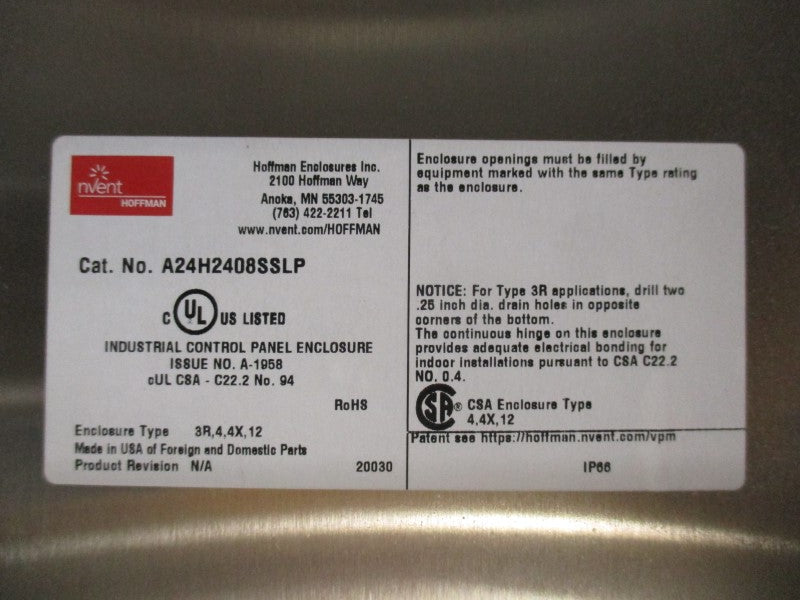 nvent
HOFFMAN
Hoffman Enclosures Inc.
2100 Hoffman Way
Anoka, MN 55303-1745
(763) 422-2211 Tel
www.nvent.com/HOFFMAN
Cat. No. A24H2408SSLP
C UL US LISTED
INDUSTRIAL CONTROL PANEL ENCLOSURE
ISSUE NO. A-1958
cUL CSA - C22.2 No. 94
RoHS
Enclosure Type 3R,4,4X,12
Made in USA of Foreign and Domestic Parts
Product Revision N/A 20030
Enclosure openings must be filled by
equipment marked with the same Type rating
as the enclosure.
NOTICE: For Type 3R applications, drill two
.25 inch dia. drain holes in opposite
corners of the bottom.
The continuous hinge on this enclosure
provides adequate electrical bonding for
indoor installations pursuant to CSA C22.2
NO. 0.4.
SA ® CSA Enclosure Type
4,4X,12
Patent see https://hoffman.nvent.com/vpm
IP66